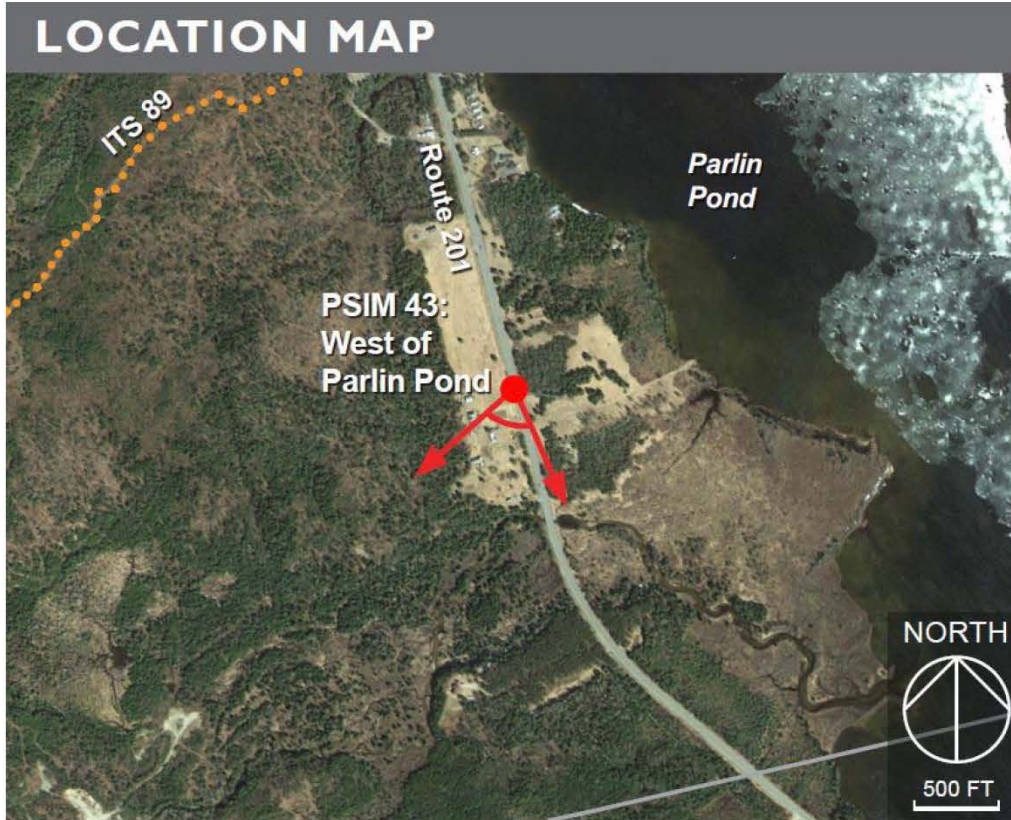 LOCATION MAP
ITS 89
Route 201
Parlin
Pond
PSIM 43:
West of
Parlin Pond
NORTH
500 FT